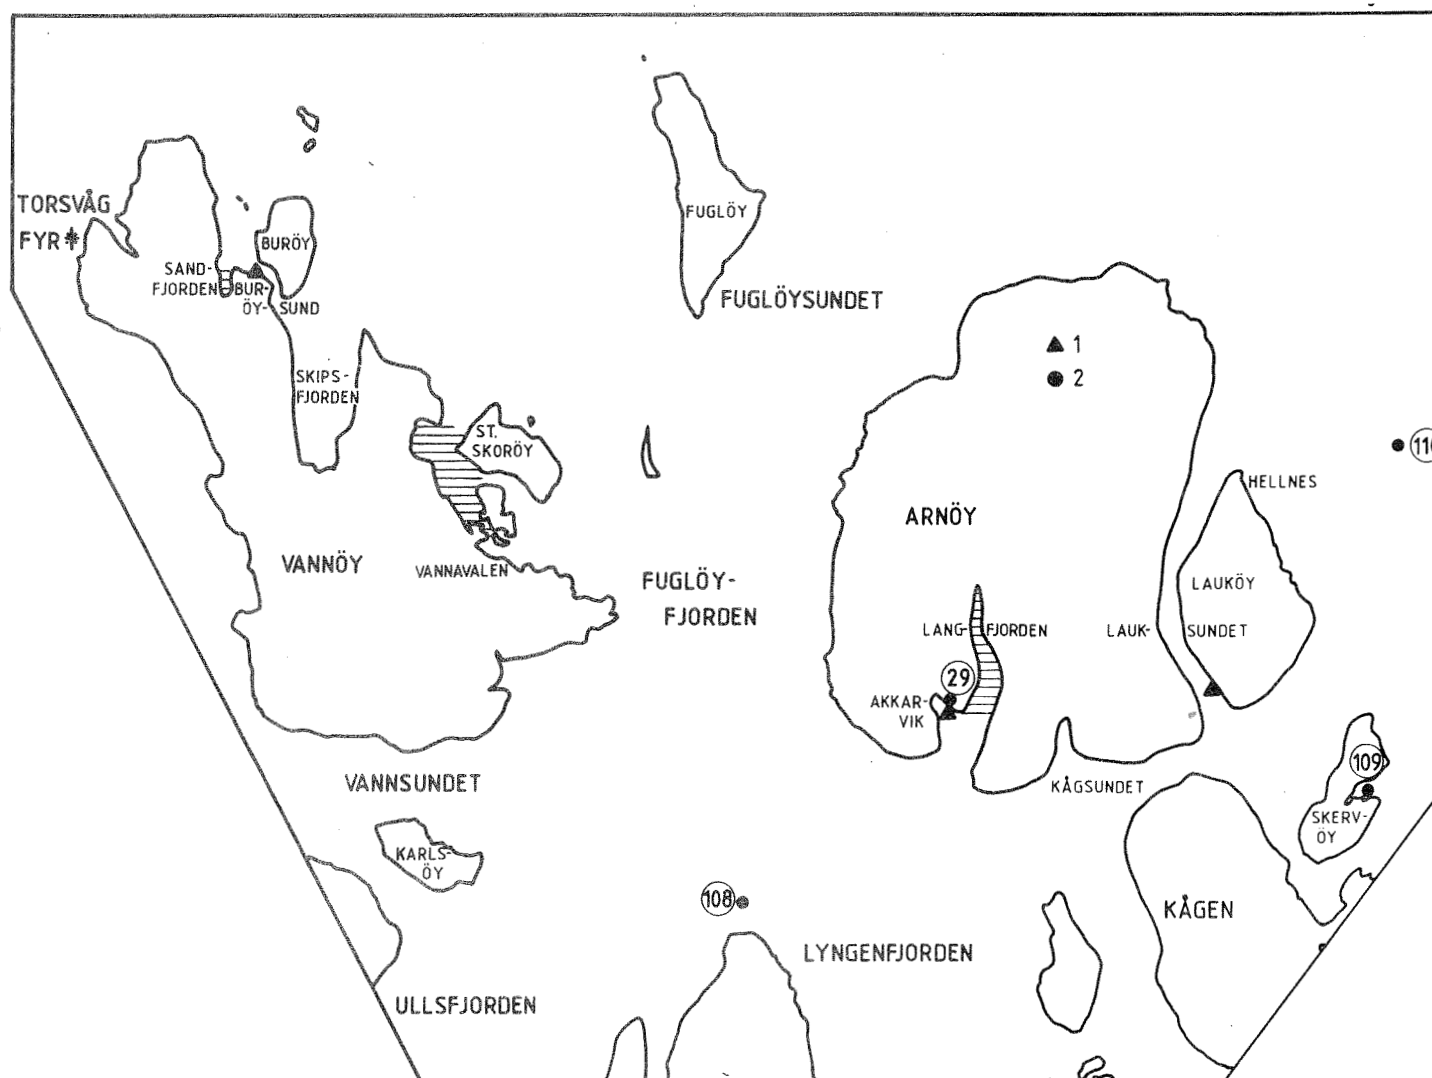 TORSVÅG
FYR
BURÖY
SAND-
FJORDEN
BUR-
ÖY-
SUND
FUGLÖY
FUGLÖYSUNDET
SKIPS-
FJORDEN
1
2
ST.
SKORÖY
HELLNES
ARNÖY
VANNÖY
VANNAVALEN
FUGLÖY-
FJORDEN
LAUKÖY
LANG-
FJORDEN
LAUK-
SUNDET
29
AKKAR-
VIK
VANNSUNDET
KÅGSUNDET
109
SKERV-
ÖY
KARLS-
ÖY
108
KÅGEN
LYNGENFJORDEN
ULLSFJORDEN